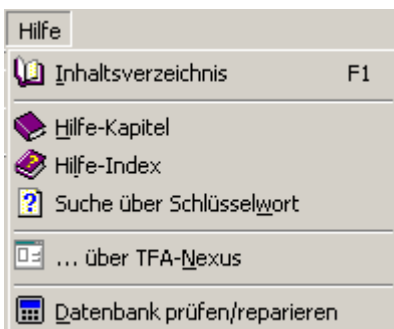 Hilfe
Inhaltsverzeichnis F1
Hilfe-Kapitel
Hilfe-Index
Suche über Schlüsselwort
... über TFA-Nexus
Datenbank prüfen/reparieren